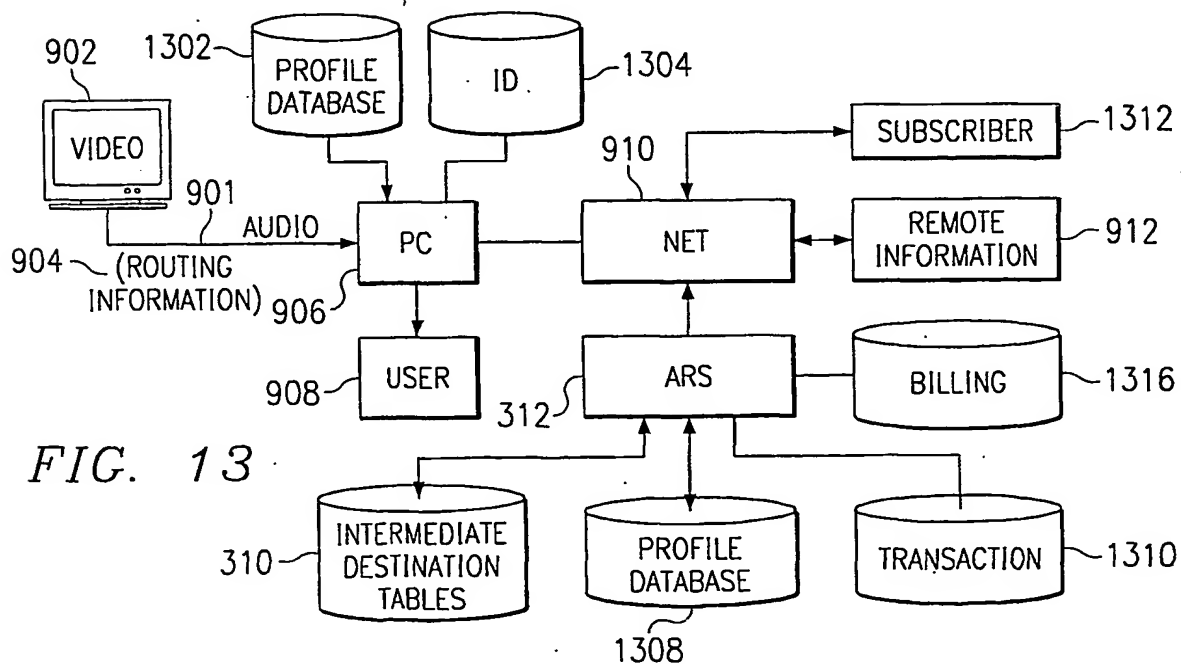 902
VIDEO
1302
PROFILE
DATABASE
ID
1304
901
AUDIO
904
(ROUTING
INFORMATION)
PC
906
USER
908
910
NET
SUBSCRIBER
1312
REMOTE
INFORMATION
912
ARS
312
BILLING
1316
FIG. 13
310
INTERMEDIATE
DESTINATION
TABLES
PROFILE
DATABASE
1308
TRANSACTION
1310